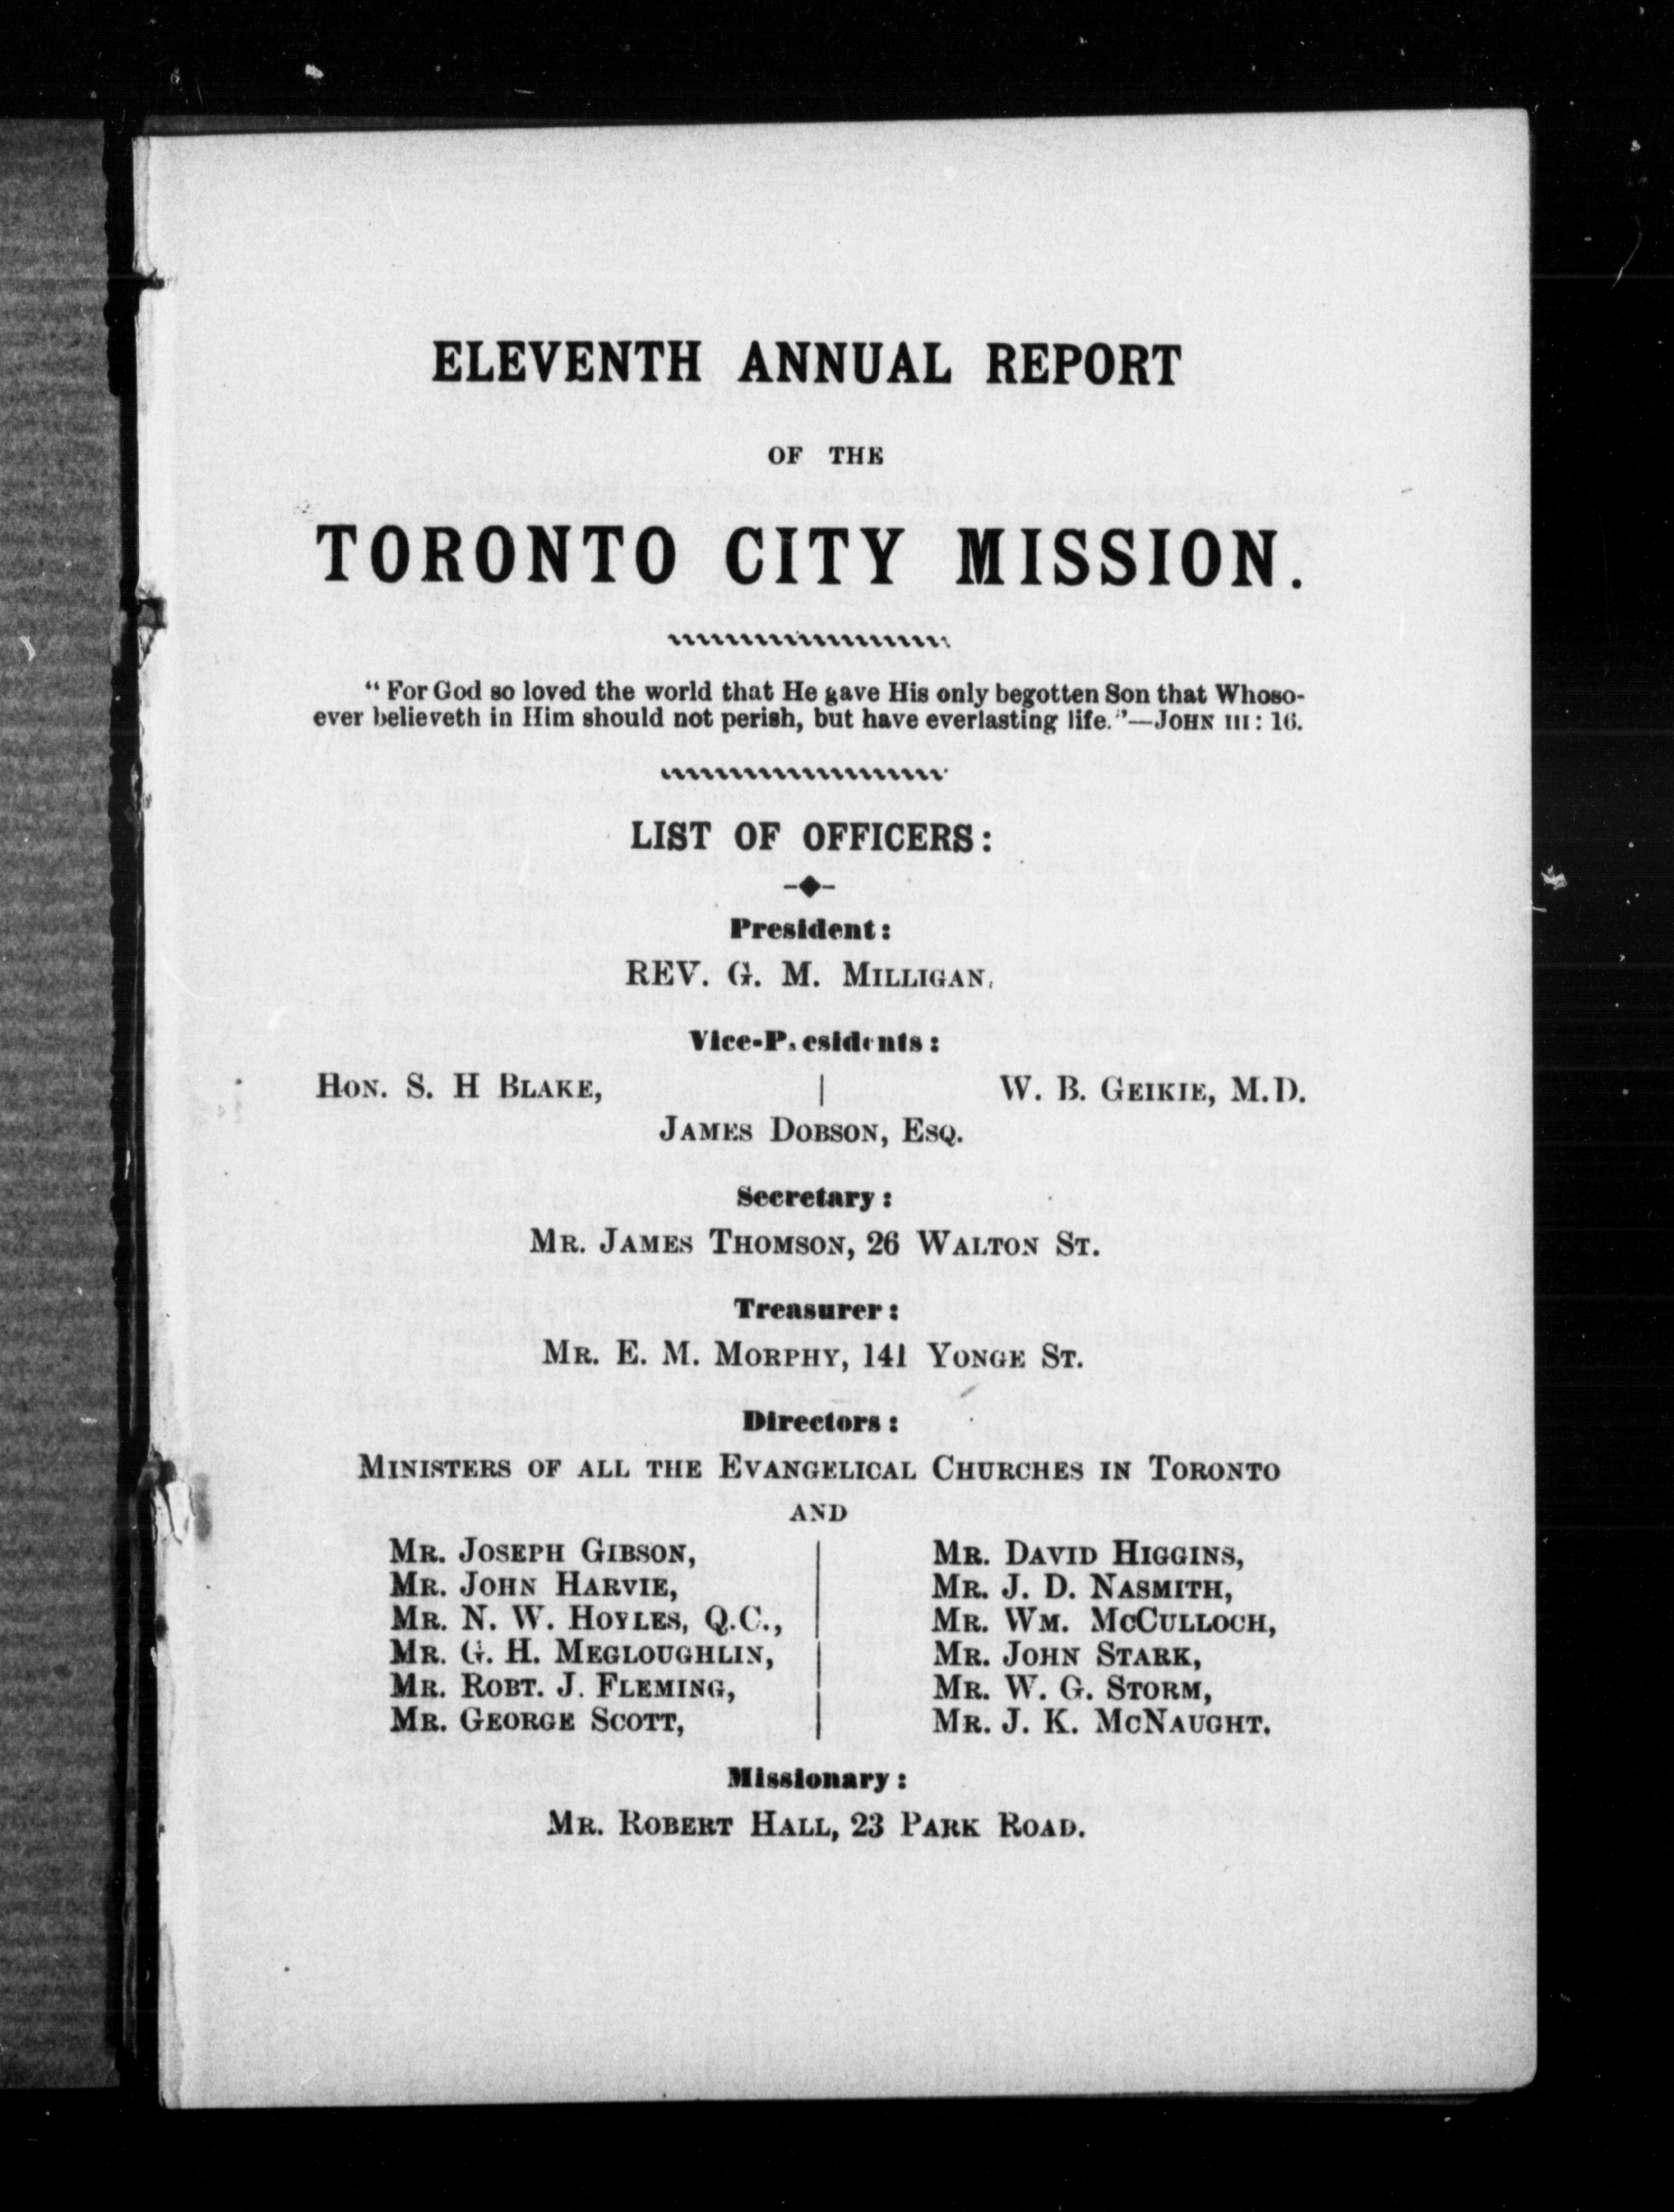 ELEVENTH ANNUAL REPORT
OF THE
TORONTO CITY MISSION.
"For God so loved the world that He gave His only begotten Son that Whoso-
ever believeth in Him should not perish, but have everlasting life."—JOHN III: 16.
LIST OF OFFICERS:
President:
REV. G. M. MILLIGAN,
Vice-P.esidents:
HON. S. H BLAKE, | W. B. GEIKIE, M.D.
JAMES DOBSON, ESQ.
Secretary:
MR. JAMES THOMSON, 26 WALTON ST.
Treasurer:
MR. E. M. MORPHY, 141 YONGE ST.
Directors:
MINISTERS OF ALL THE EVANGELICAL CHURCHES IN TORONTO
AND
MR. JOSEPH GIBSON,
MR. JOHN HARVIE,
MR. N. W. HOYLES, Q.C.,
MR. G. H. MEGLOUGHLIN,
MR. ROBT. J. FLEMING,
MR. GEORGE SCOTT,
MR. DAVID HIGGINS,
MR. J. D. NASMITH,
MR. WM. MCCULLOCH,
MR. JOHN STARK,
MR. W. G. STORM,
MR. J. K. MCNAUGHT.
Missionary:
MR. ROBERT HALL, 23 PARK ROAD.